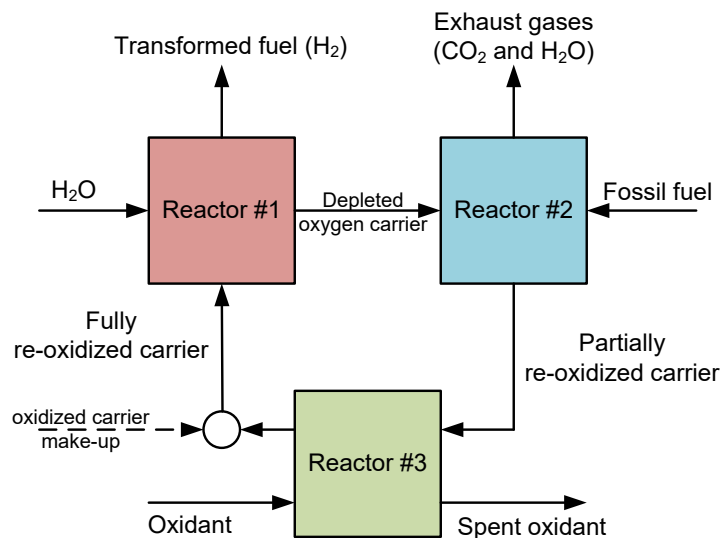 Transformed fuel (H₂)
Exhaust gases
(CO₂ and H₂O)
H₂O
Reactor #1
Depleted
oxygen carrier
Reactor #2
Fossil fuel
Fully
re-oxidized carrier
Partially
re-oxidized carrier
oxidized carrier
make-up
Reactor #3
Oxidant
Spent oxidant